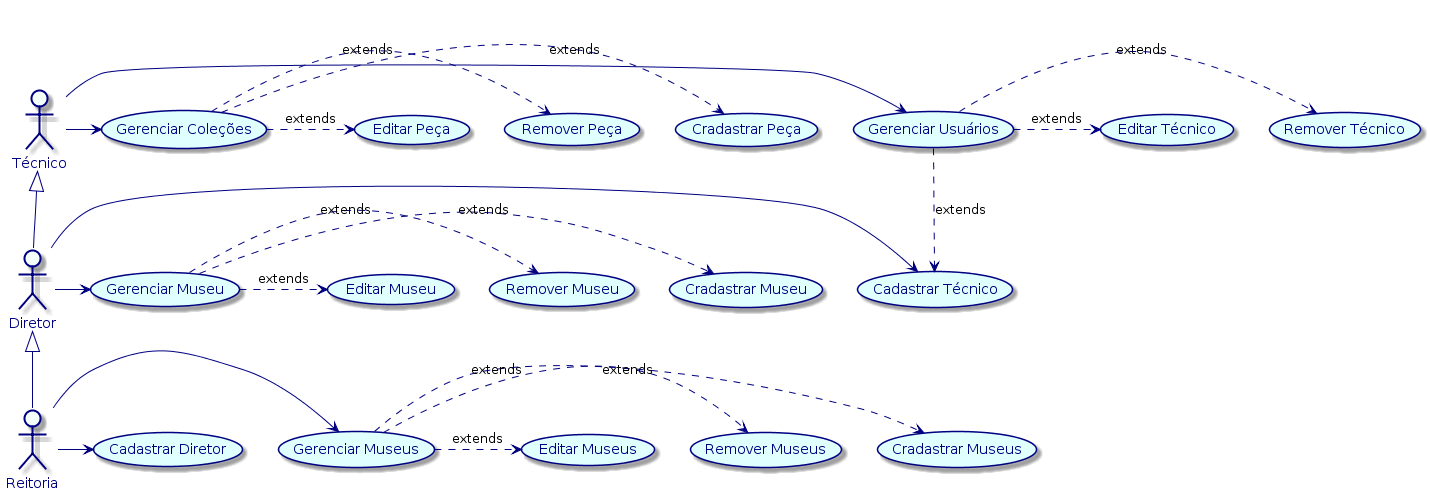 extends
extends
extends
extends
Gerenciar Coleções
Editar Peça
Remover Peça
Cradastrar Peça
Gerenciar Usuários
extends
Editar Técnico
Remover Técnico
Técnico
extends
extends
extends
extends
Gerenciar Museu
Editar Museu
Remover Museu
Cradastrar Museu
Cadastrar Técnico
Diretor
extends
extends
extends
Cadastrar Diretor
Gerenciar Museus
Editar Museus
Remover Museus
Cradastrar Museus
Reitoria